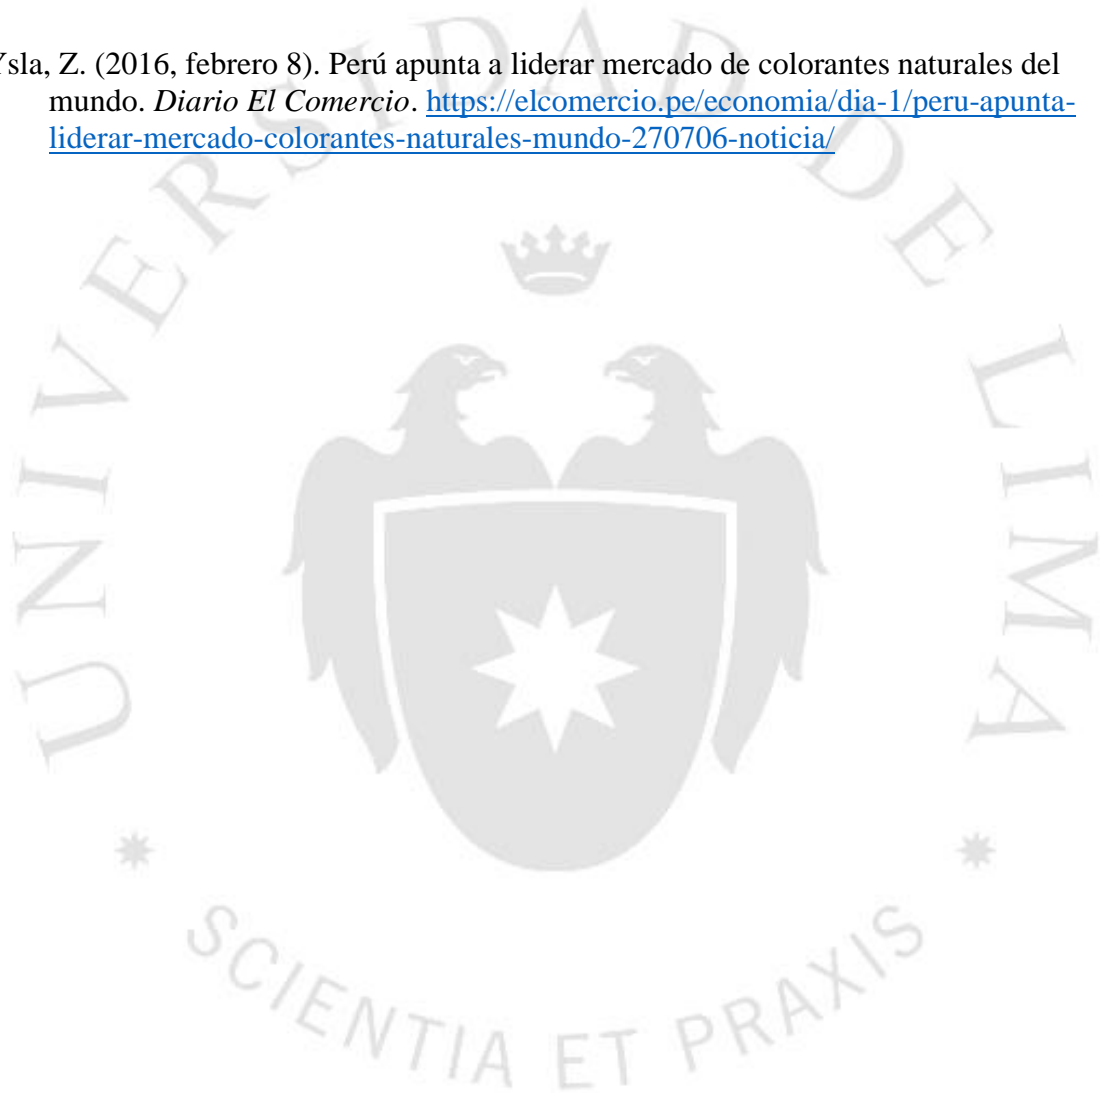 Ysla, Z. (2016, febrero 8). Perú apunta a liderar mercado de colorantes naturales del
mundo. Diario El Comercio. https://elcomercio.pe/economia/dia-1/peru-apunta-
liderar-mercado-colorantes-naturales-mundo-270706-noticia/
UNIVERSIDAD DE LIMA
SCIENTIA ET PRAXIS